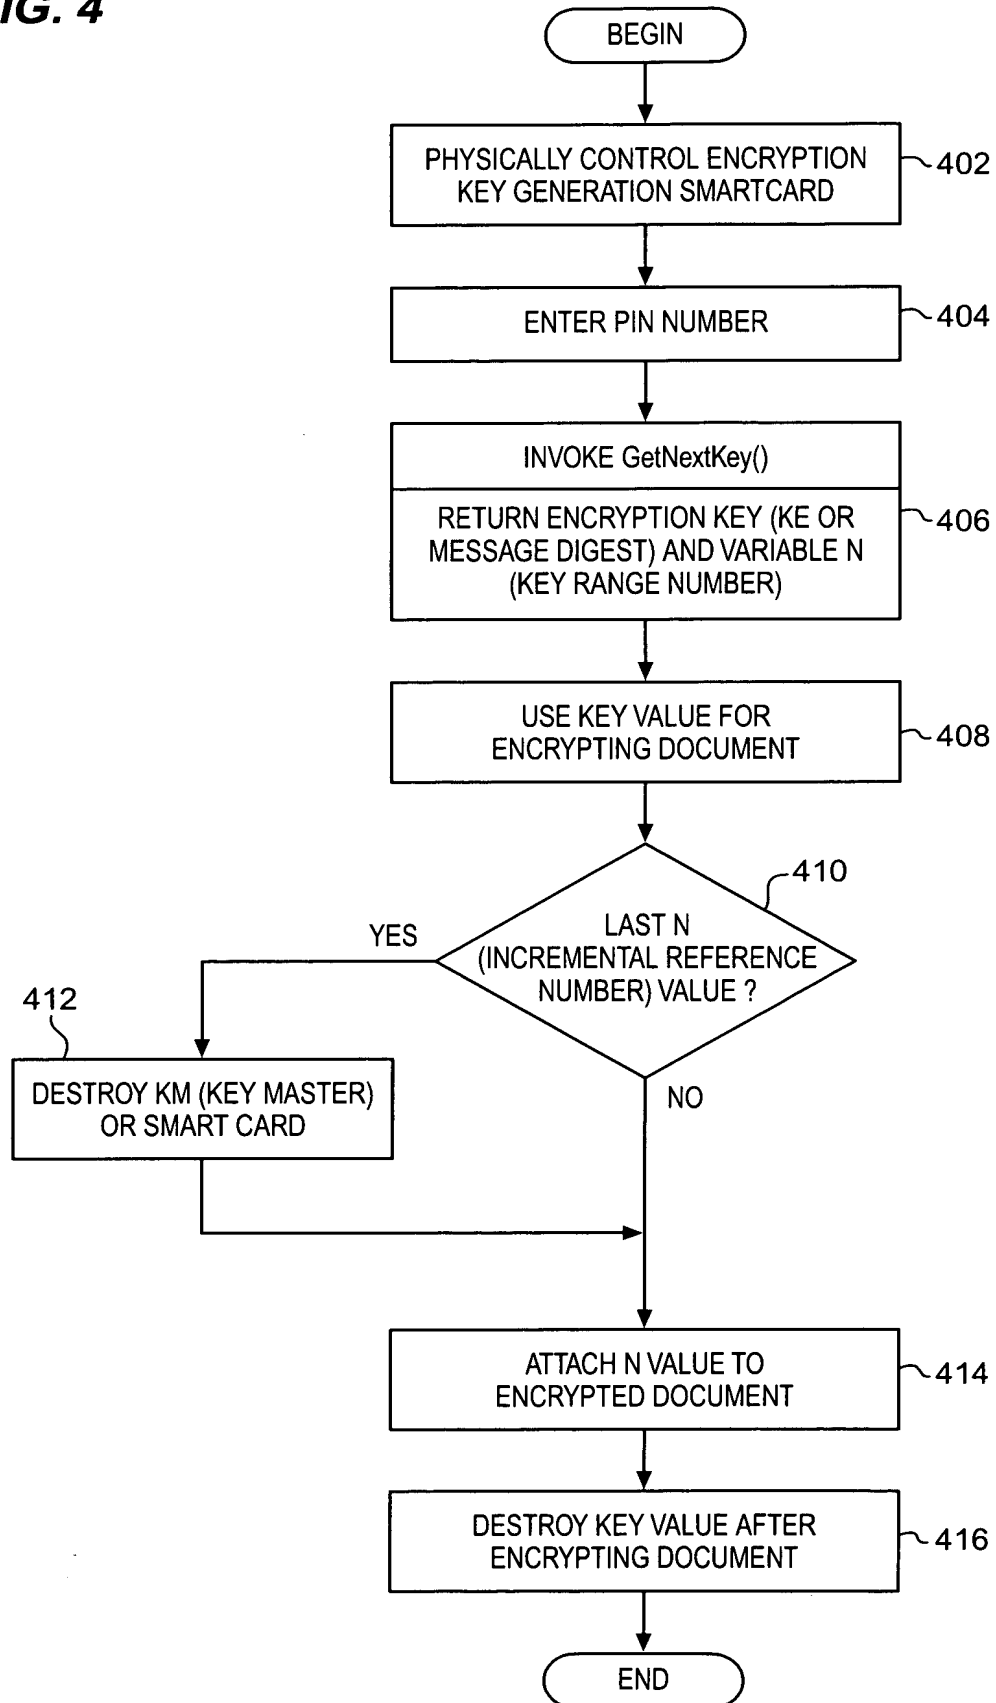 IG. 4
BEGIN
PHYSICALLY CONTROL ENCRYPTION
KEY GENERATION SMARTCARD
402
ENTER PIN NUMBER
404
INVOKE GetNextKey()
RETURN ENCRYPTION KEY (KE OR
MESSAGE DIGEST) AND VARIABLE N
(KEY RANGE NUMBER)
406
USE KEY VALUE FOR
ENCRYPTING DOCUMENT
408
410
LAST N
(INCREMENTAL REFERENCE
NUMBER) VALUE ?
YES
412
DESTROY KM (KEY MASTER)
OR SMART CARD
NO
ATTACH N VALUE TO
ENCRYPTED DOCUMENT
414
DESTROY KEY VALUE AFTER
ENCRYPTING DOCUMENT
416
END